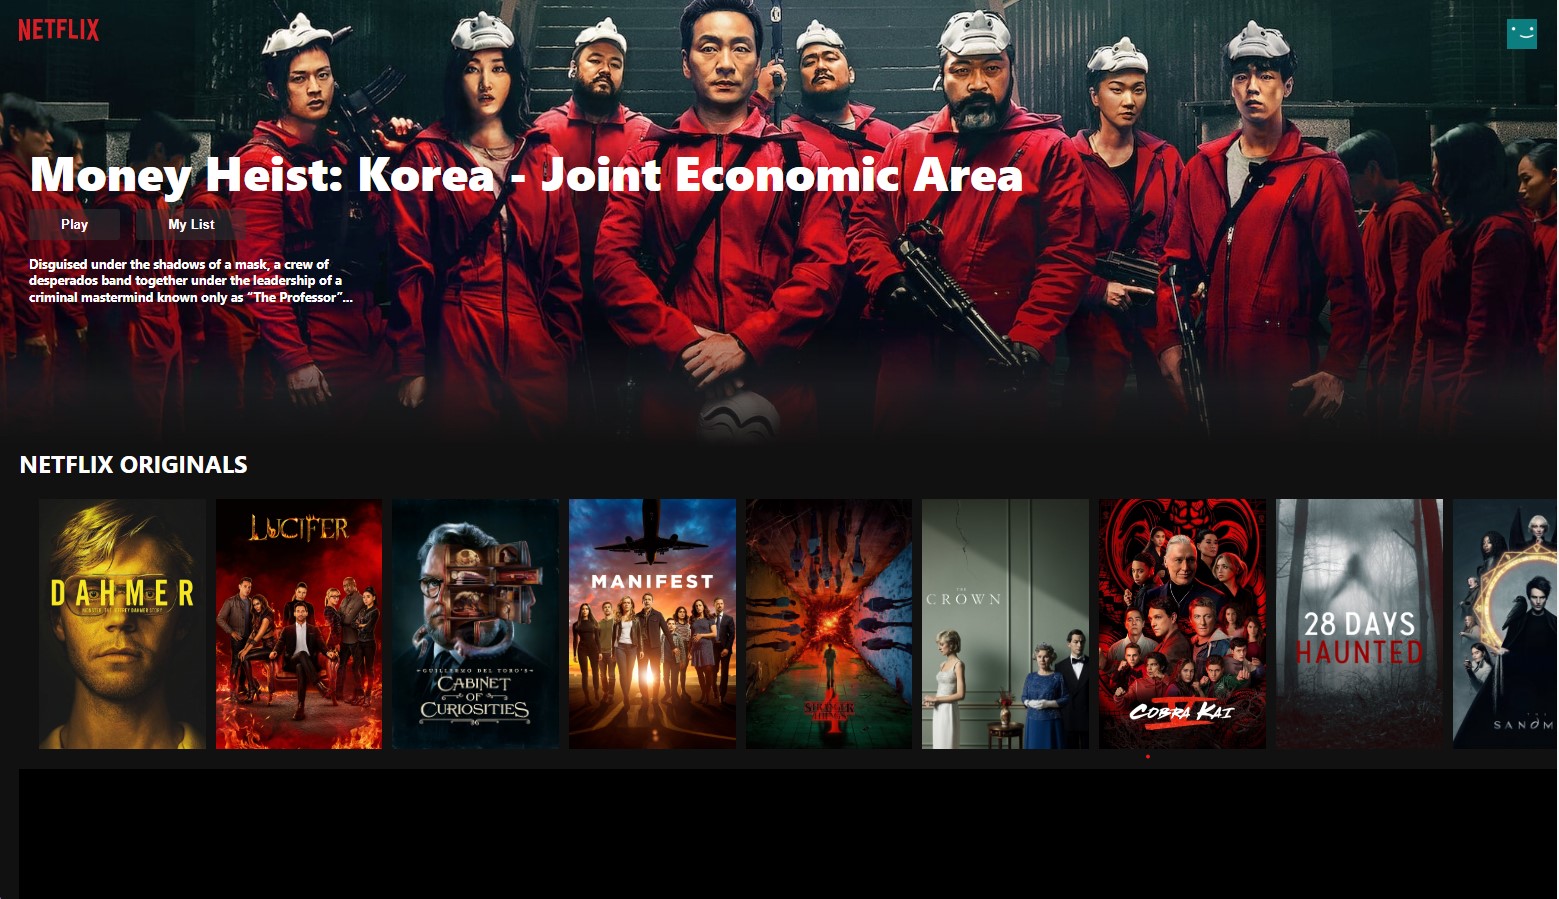 NETFLIX
Money Heist: Korea - Joint Economic Area
Play
My List
Disguised under the shadows of a mask, a crew of
desperados band together under the leadership of a
criminal mastermind known only as “The Professor”...
NETFLIX ORIGINALS
DAHMER
MONSTER: THE JEFFREY DAHMER STORY
LUCIFER
GUILLERMO DEL TORO'S
CABINET
OF
CURIOSITIES
MANIFEST
STRANGER
THINGS
4
THE
CROWN
COBRA KAI
V
28 DAYS
HAUNTED
SANDM